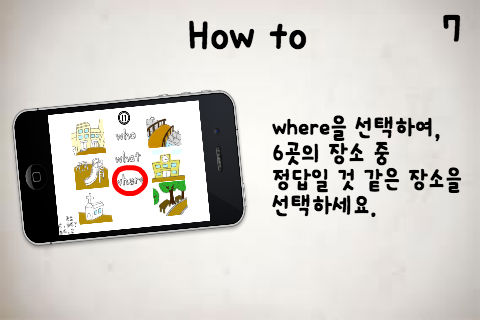 How to
7
who
what
where
where을 선택하여,
6곳의 장소 중
정답일 것 같은 장소을
선택하세요.